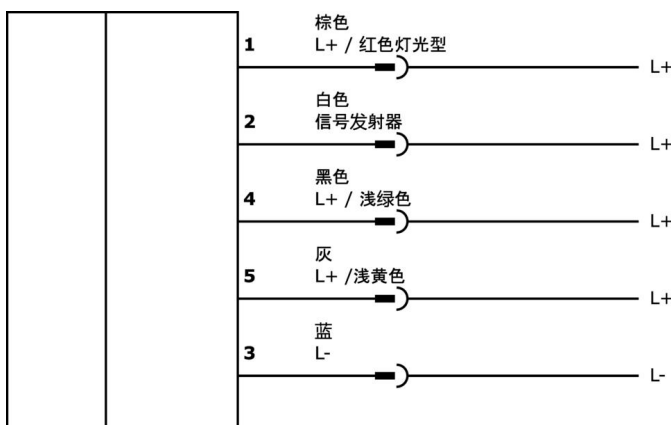 棕色
1 L+ / 红色灯光型
L+
白色
2 信号发射器
L+
黑色
4 L+ / 浅绿色
L+
灰
5 L+ /浅黄色
L+
蓝
3 L-
L-